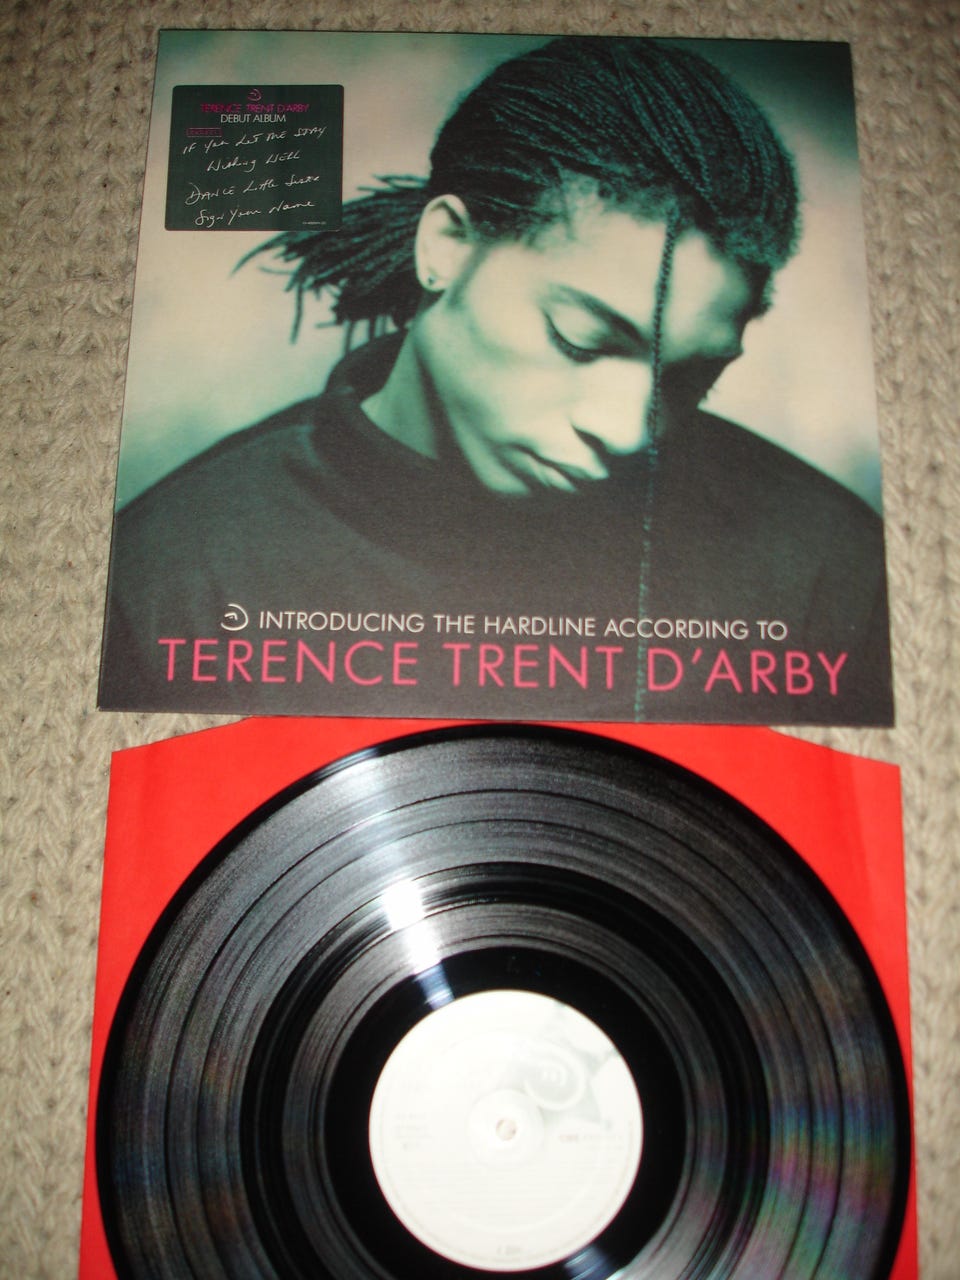 TERENCE TRENT D'ARBY
DEBUT ALBUM
IF You LET ME STAY
Wishing WELL
DANCE Little Sister
Sign Your Name
INTRODUCING THE HARDLINE ACCORDING TO
TERENCE TRENT D'ARBY
CBS